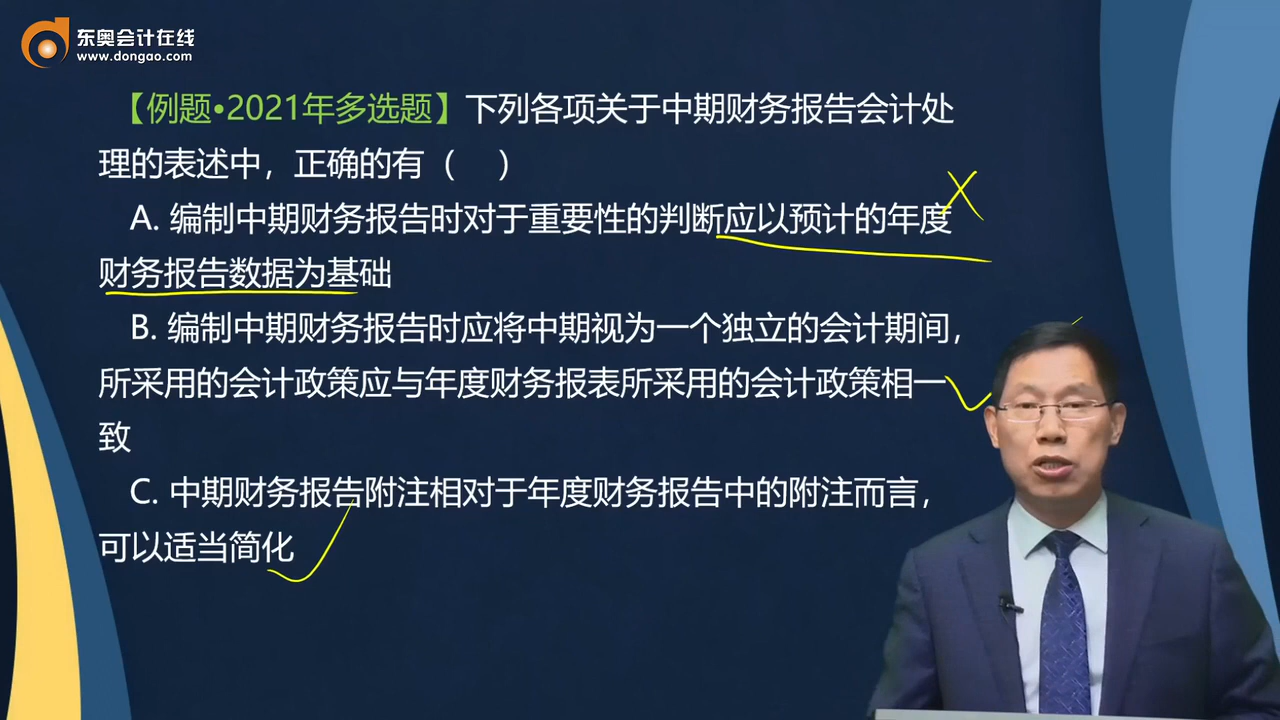 东奥会计在线
www.dongao.com
【例题•2021年多选题】下列各项关于中期财务报告会计处
理的表述中，正确的有（ ）
A. 编制中期财务报告时对于重要性的判断应以预计的年度
财务报告数据为基础
B. 编制中期财务报告时应将中期视为一个独立的会计期间，
所采用的会计政策应与年度财务报表所采用的会计政策相一
致
C. 中期财务报告附注相对于年度财务报告中的附注而言，
可以适当简化